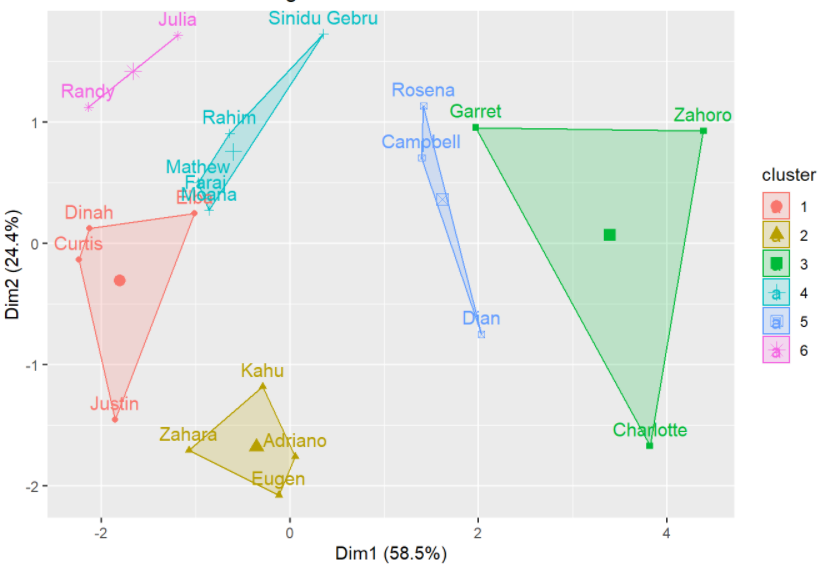 Julia
Sinidu Gebru
Randy
Rosena
Garret
Zahoro
Rahim
Campbell
Mathew
Faraj
Moana
Dinah
Curtis
Dian
Kahu
Justin
Zahara
Adriano
Charlotte
Eugen
1
0
-1
-2
-2
0
2
4
Dim2 (24.4%)
Dim1 (58.5%)
cluster
a 1
a 2
a 3
a 4
a 5
a 6